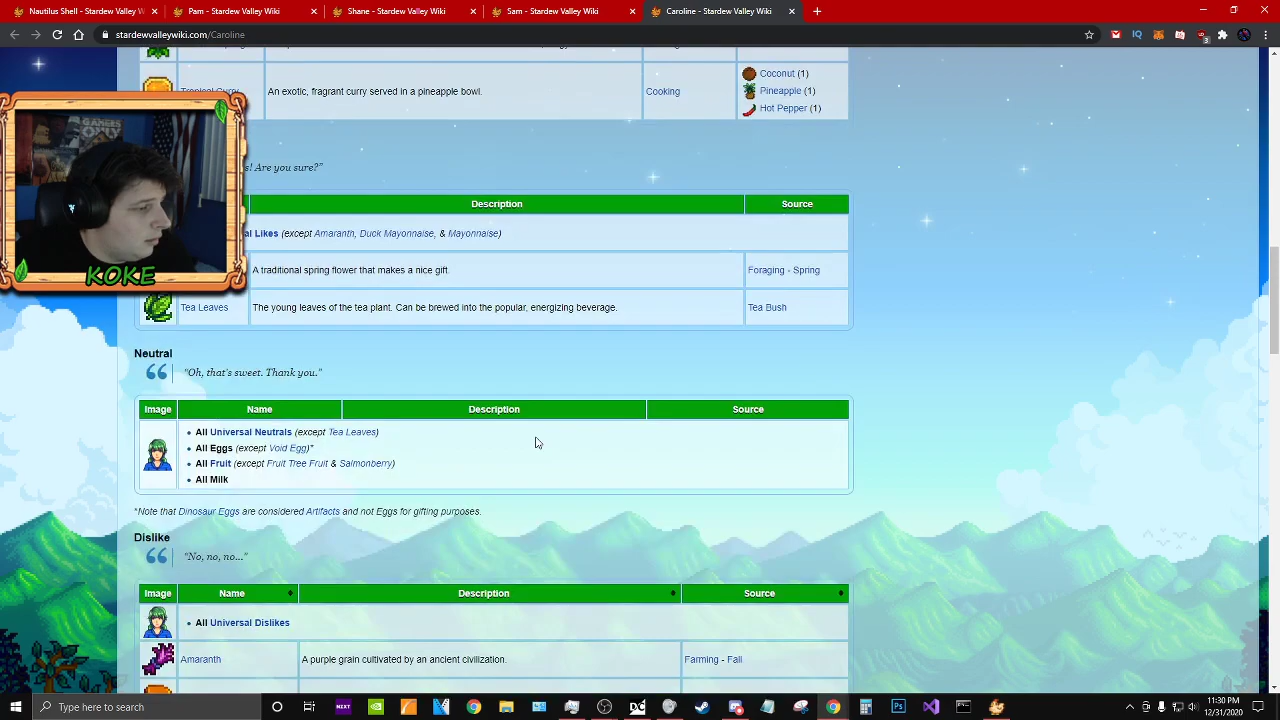 Nautilus Shell - Stardew Valley W
Pam - Stardew Valley Wiki
Shane - Stardew Valley Wiki
Sam - Stardew Valley Wiki
Caroline - Stardew Valley Wiki
stardewvalleywiki.com/Caroline
Tropical Curry
An exotic, fragrant curry served in a pineapple bowl.
Cooking
Coconut (1)
Pineapple (1)
Hot Pepper (1)
! Are you sure?"
Description
Source
Likes (except Amaranth, Duck Mayonnaise, & Mayonnaise)
A traditional spring flower that makes a nice gift.
Foraging - Spring
KOKE
Tea Leaves
The young leaves of the tea plant. Can be brewed into the popular, energizing beverage.
Tea Bush
Neutral
"Oh, that's sweet. Thank you."
Image
Name
Description
Source
All Universal Neutrals (except Tea Leaves)
All Eggs (except Void Egg)*
All Fruit (except Fruit Tree Fruit & Salmonberry)
All Milk
*Note that Dinosaur Eggs are considered Artifacts and not Eggs for gifting purposes.
Dislike
"No, no, no..."
Image
Name
Description
Source
All Universal Dislikes
Amaranth
A purple grain cultivated by an ancient civilization.
Farming - Fall
Type here to search
NEXT
11:30 PM
12/31/2020